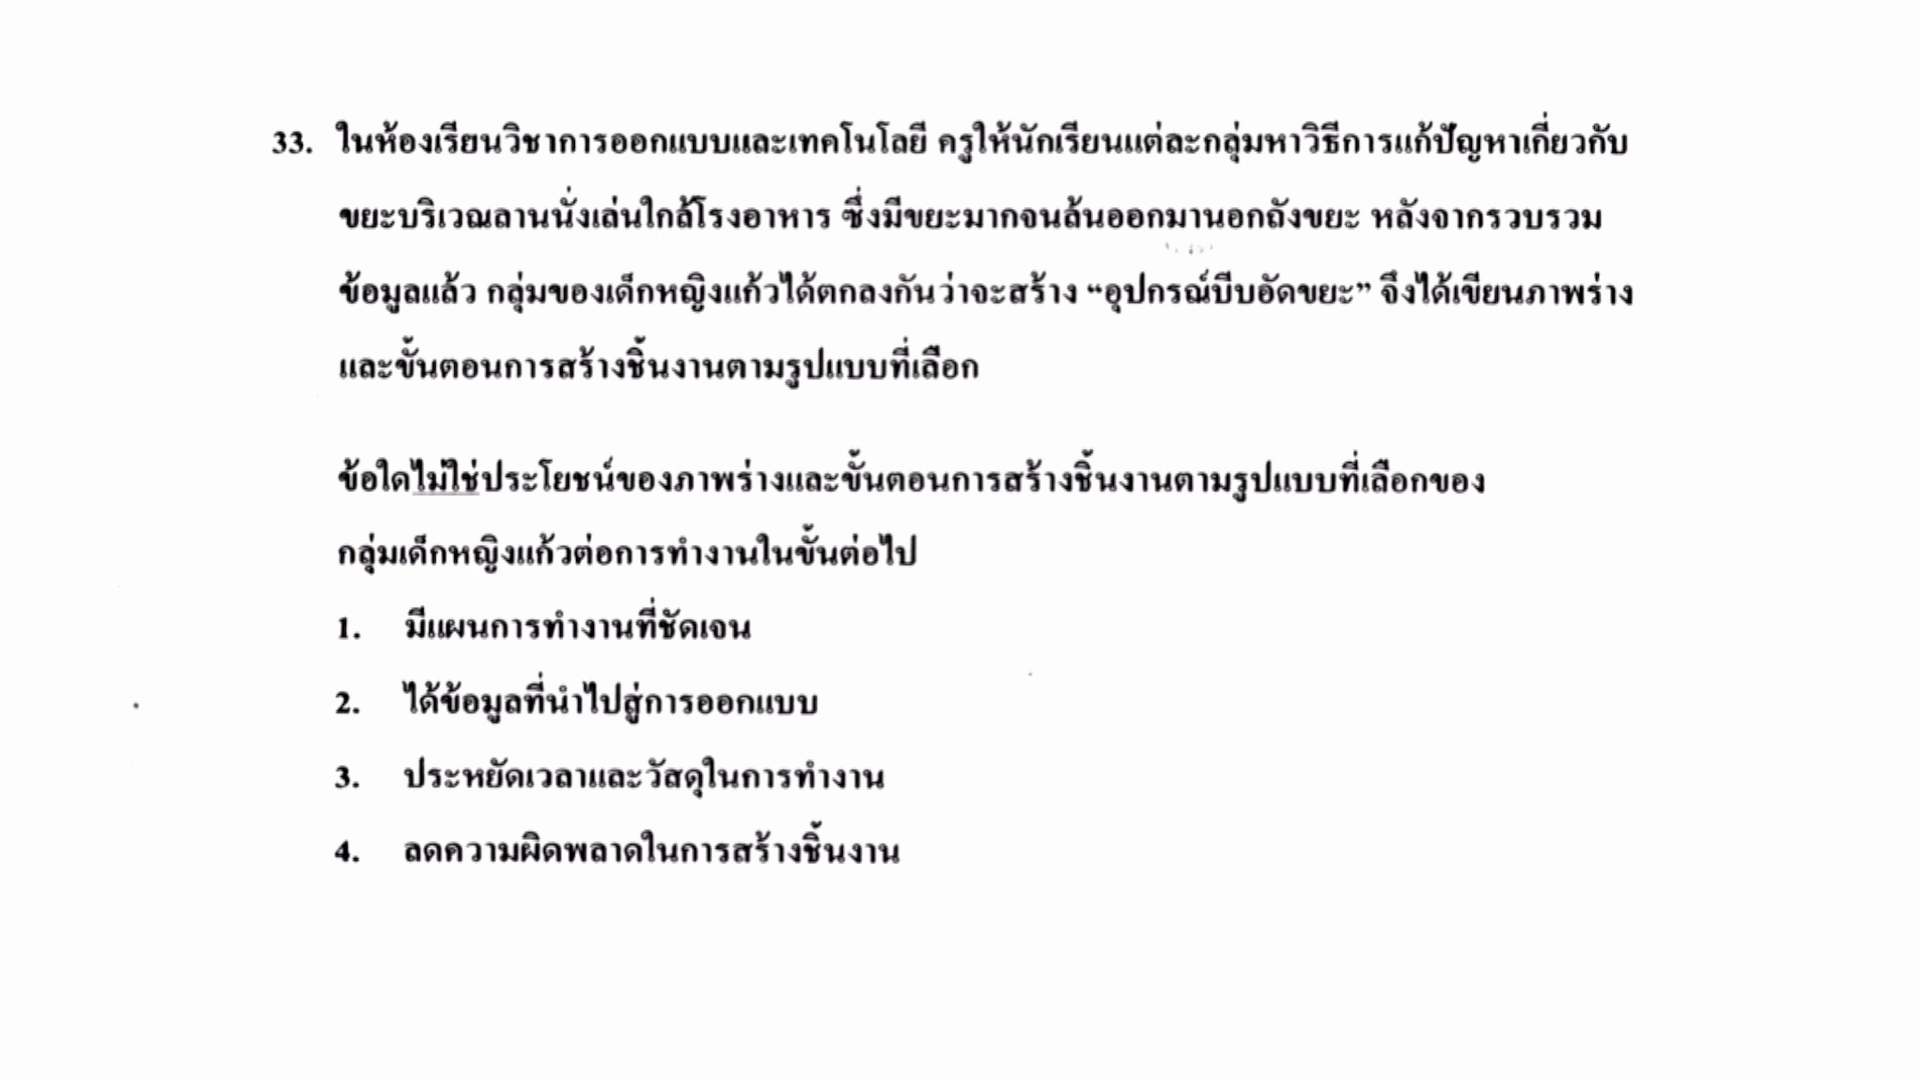 33. ในห้องเรียนวิชาการออกแบบและเทคโนโลยี ครูให้นักเรียนแต่ละกลุ่มหาวิธีการแก้ปัญหาเกี่ยวกับ
ขยะบริเวณลานนั่งเล่นใกล้โรงอาหาร ซึ่งมีขยะมากจนล้นออกมานอกถังขยะ หลังจากรวบรวม
ข้อมูลแล้ว กลุ่มของเด็กหญิงแก้วได้ตกลงกันว่าจะสร้าง “อุปกรณ์บีบอัดขยะ” จึงได้เขียนภาพร่าง
และขั้นตอนการสร้างชิ้นงานตามรูปแบบที่เลือก
ข้อใดไม่ใช่ประโยชน์ของภาพร่างและขั้นตอนการสร้างชิ้นงานตามรูปแบบที่เลือกของ
กลุ่มเด็กหญิงแก้วต่อการทำงานในขั้นต่อไป
1. มีแผนการทำงานที่ชัดเจน
2. ได้ข้อมูลที่นำไปสู่การออกแบบ
3. ประหยัดเวลาและวัสดุในการทำงาน
4. ลดความผิดพลาดในการสร้างชิ้นงาน